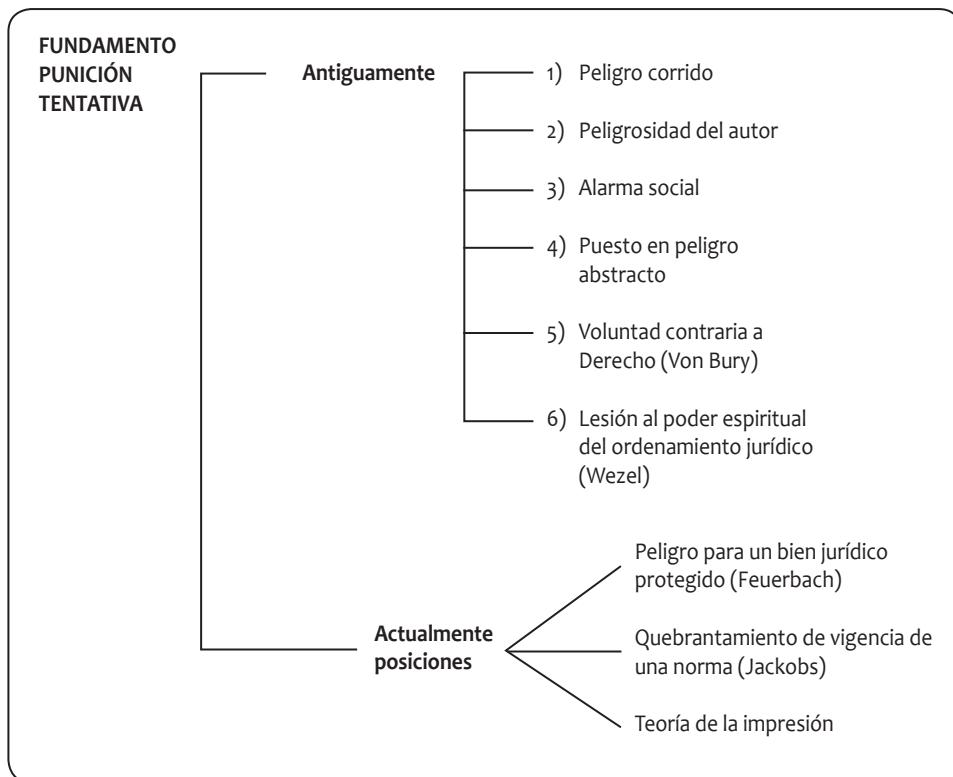 FUNDAMENTO
PUNICIÓN
TENTATIVA
Antiguamente
1) Peligro corrido
2) Peligrosidad del autor
3) Alarma social
4) Puesto en peligro
abstracto
5) Voluntad contraria a
Derecho (Von Bury)
6) Lesión al poder espiritual
del ordenamiento jurídico
(Wezel)
Actualmente
posiciones
Peligro para un bien jurídico
protegido (Feuerbach)
Quebrantamiento de vigencia de
una norma (Jackobs)
Teoría de la impresión